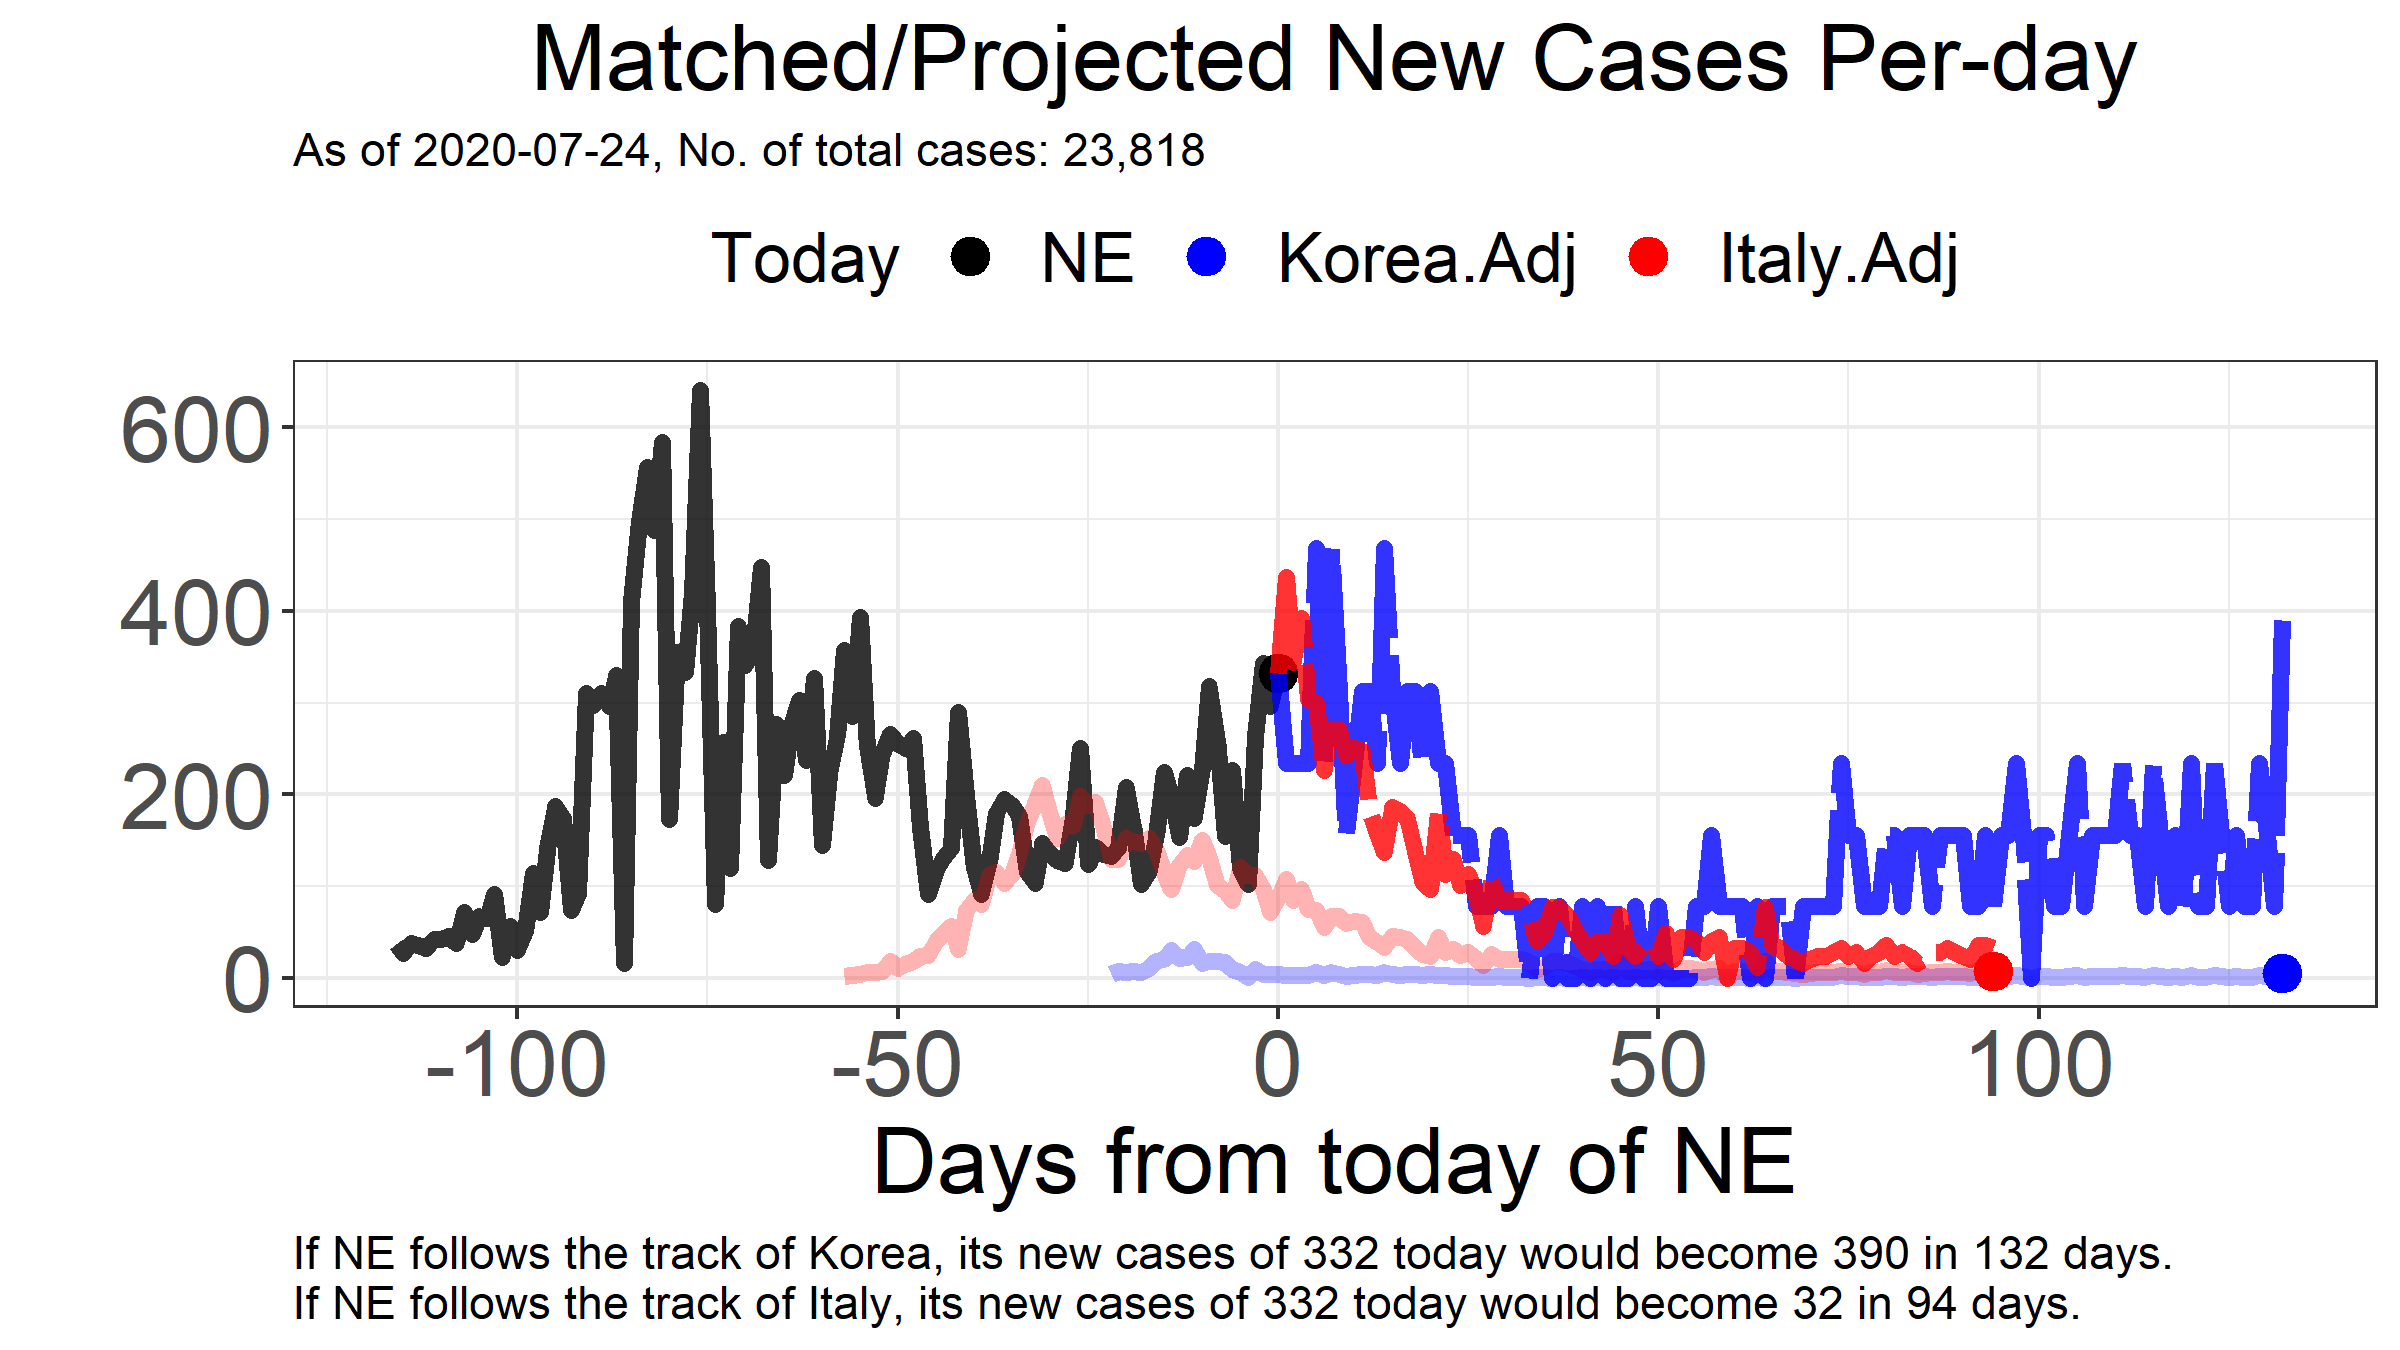 Matched/Projected New Cases Per-day
As of 2020-07-24, No. of total cases: 23,818
Today NE Korea.Adj Italy.Adj
600
400
200
0
-100 -50 0 50 100
Days from today of NE
If NE follows the track of Korea, its new cases of 332 today would become 390 in 132 days.
If NE follows the track of Italy, its new cases of 332 today would become 32 in 94 days.